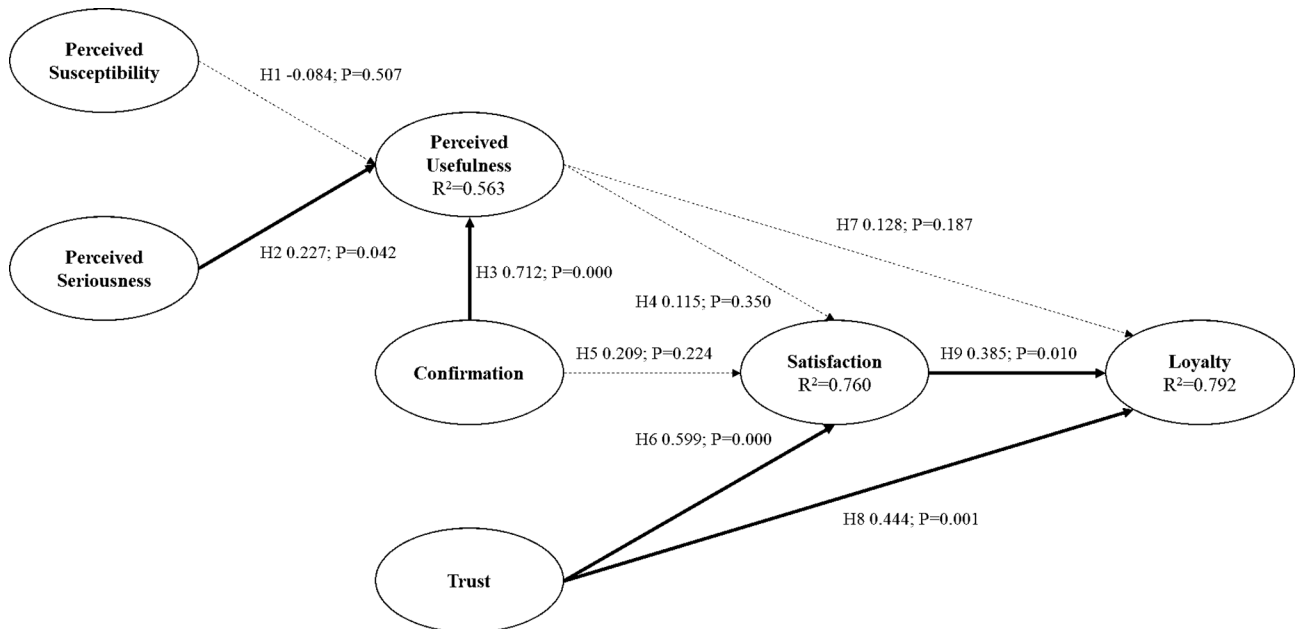 Perceived
Susceptibility
H1 -0.084; P=0.507
Perceived
Usefulness
R²=0.563
H7 0.128; P=0.187
Perceived
Seriousness
H2 0.227; P=0.042
H3 0.712; P=0.000
H4 0.115; P=0.350
Confirmation
H5 0.209; P=0.224
Satisfaction
R²=0.760
H9 0.385; P=0.010
Loyalty
R²=0.792
H6 0.599; P=0.000
H8 0.444; P=0.001
Trust